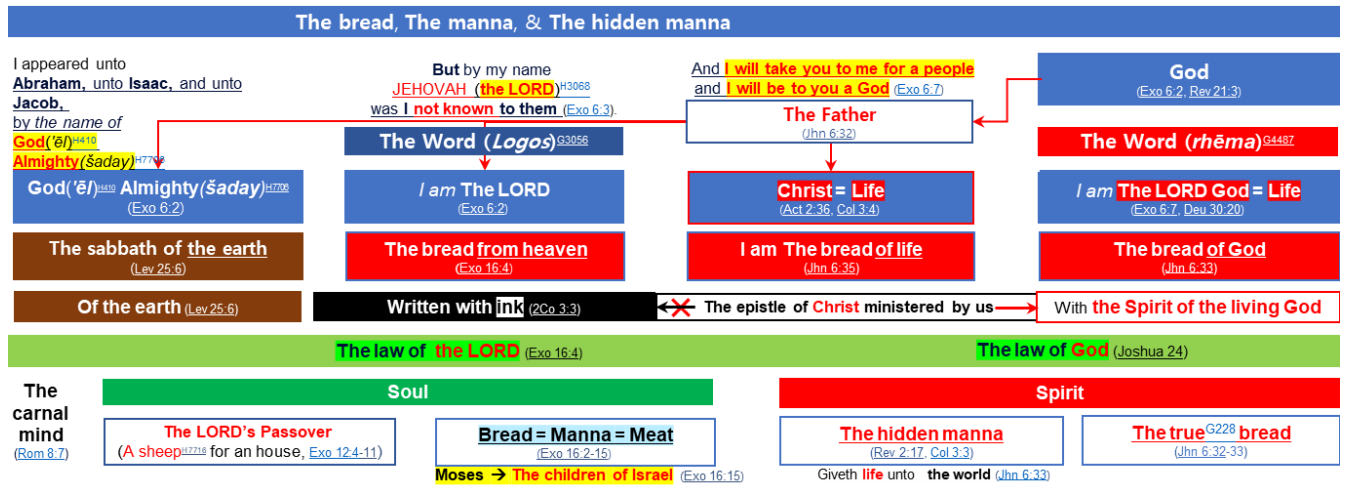 The bread, The manna, & The hidden manna
I appeared unto
Abraham, unto Isaac, and unto
Jacob,
by the name of
God('ēl)H410
Almighty(šaday)H7706
But by my name
JEHOVAH (the LORD)H3068
was I not known to them (Exo 6:3).
And I will take you to me for a people
and I will be to you a God (Exo 6:7)
God
(Exo 6:2, Rev 21:3)
The Father
(Jhn 6:32)
The Word (Logos)G3056
The Word (rhēma)G4487
God('ēl)H410 Almighty(šaday)H7706
(Exo 6:2)
I am The LORD
(Exo 6:2)
Christ = Life
(Act 2:36, Col 3:4)
I am The LORD God = Life
(Exo 6:7, Deu 30:20)
The sabbath of the earth
(Lev 25:6)
The bread from heaven
(Exo 16:4)
I am The bread of life
(Jhn 6:35)
The bread of God
(Jhn 6:33)
Of the earth (Lev 25:6)
Written with ink (2Co 3:3)
The epistle of Christ ministered by us
With the Spirit of the living God
The law of the LORD (Exo 16:4)
The law of God (Joshua 24)
The
carnal
mind
(Rom 8:7)
Soul
Spirit
The LORD's Passover
(A sheepH7716 for an house, Exo 12:4-11)
Bread = Manna = Meat
(Exo 16:2-15)
Moses → The children of Israel (Exo 16:15)
The hidden manna
(Rev 2:17, Col 3:3)
Giveth life unto the world (Jhn 6:33)
The trueG228 bread
(Jhn 6:32-33)